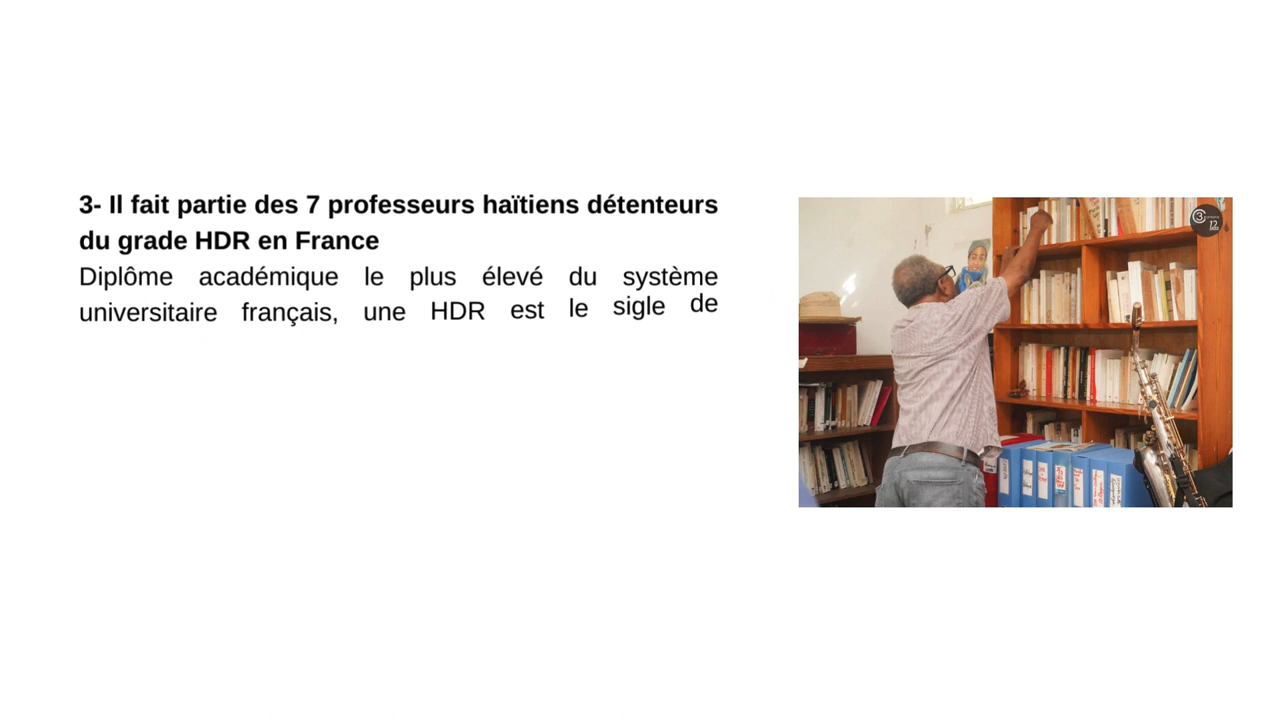 3- Il fait partie des 7 professeurs haïtiens détenteurs
du grade HDR en France
Diplôme académique le plus élevé du système
universitaire français, une HDR est le sigle de